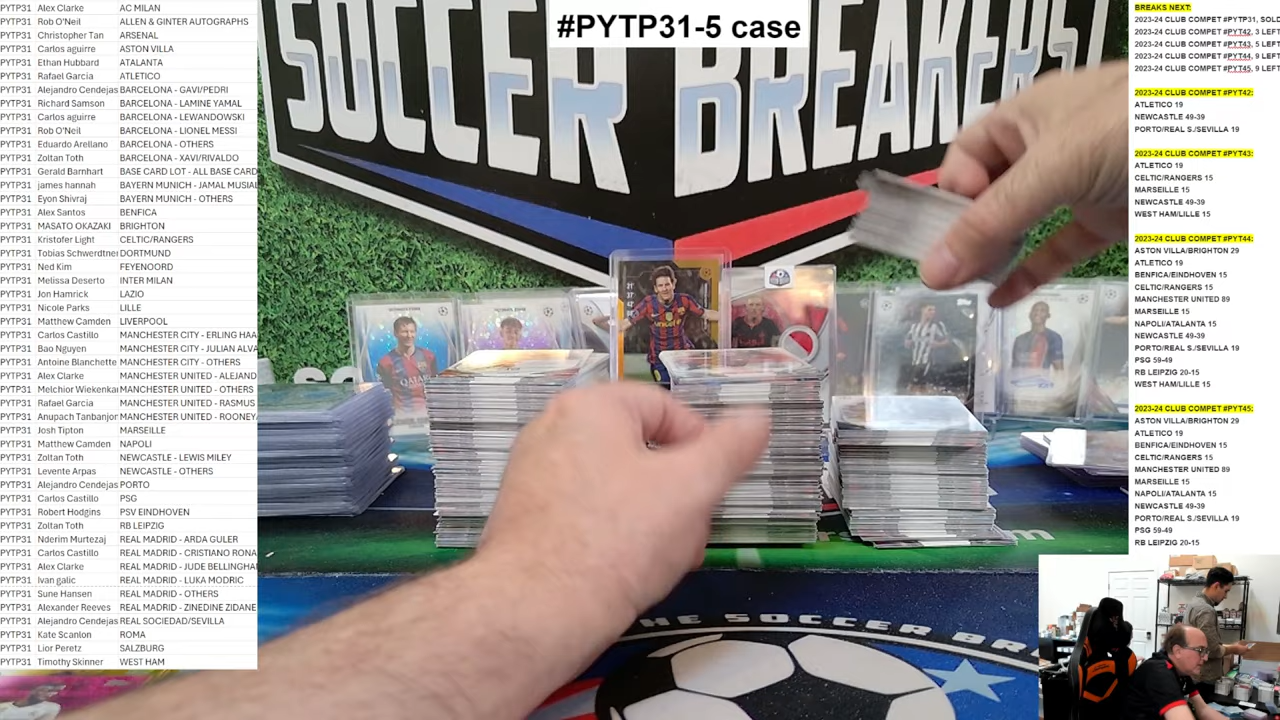 #PYTP31-5 case
SOCCER BREAKERS
PYTP31 Alex Clarke AC MILAN
PYTP31 Rob O'Neil ALLEN & GINTER AUTOGRAPHS
PYTP31 Christopher Tan ARSENAL
PYTP31 Carlos aguirre ASTON VILLA
PYTP31 Ethan Hubbard ATALANTA
PYTP31 Rafael Garcia ATLETICO
PYTP31 Alejandro Cendejas BARCELONA - GAVI/PEDRI
PYTP31 Richard Samson BARCELONA - LAMINE YAMAL
PYTP31 Carlos aguirre BARCELONA - LEWANDOWSKI
PYTP31 Rob O'Neil BARCELONA - LIONEL MESSI
PYTP31 Eduardo Arellano BARCELONA - OTHERS
PYTP31 Zoltan Toth BARCELONA - XAVI/RIVALDO
PYTP31 Gerald Barnhart BASE CARD LOT - ALL BASE CARD
PYTP31 james hannah BAYERN MUNICH - JAMAL MUSIAL
PYTP31 Eyon Shivraj BAYERN MUNICH - OTHERS
PYTP31 Alex Santos BENFICA
PYTP31 MASATO OKAZAKI BRIGHTON
PYTP31 Kristofer Light CELTIC/RANGERS
PYTP31 Tobias Schwerdtner DORTMUND
PYTP31 Ned Kim FEYENOORD
PYTP31 Melissa Deserto INTER MILAN
PYTP31 Jon Hamrick LAZIO
PYTP31 Nicole Parks LILLE
PYTP31 Matthew Camden LIVERPOOL
PYTP31 Carlos Castillo MANCHESTER CITY - ERLING HAA
PYTP31 Bao Nguyen MANCHESTER CITY - JULIAN ALVA
PYTP31 Antoine Blanchette MANCHESTER CITY - OTHERS
PYTP31 Alex Clarke MANCHESTER UNITED - ALEJAND
PYTP31 Melchior Wiekenkar MANCHESTER UNITED - OTHERS
PYTP31 Rafael Garcia MANCHESTER UNITED - RASMUS
PYTP31 Anupach Tanbanjor MANCHESTER UNITED - ROONEY
PYTP31 Josh Tipton MARSEILLE
PYTP31 Matthew Camden NAPOLI
PYTP31 Zoltan Toth NEWCASTLE - LEWIS MILEY
PYTP31 Levente Arpas NEWCASTLE - OTHERS
PYTP31 Alejandro Cendejas PORTO
PYTP31 Carlos Castillo PSG
PYTP31 Robert Hodgins PSV EINDHOVEN
PYTP31 Zoltan Toth RB LEIPZIG
PYTP31 Nderim Murtezaj REAL MADRID - ARDA GULER
PYTP31 Carlos Castillo REAL MADRID - CRISTIANO RONA
PYTP31 Alex Clarke REAL MADRID - JUDE BELLINGHA
PYTP31 Ivan galic REAL MADRID - LUKA MODRIC
PYTP31 Sune Hansen REAL MADRID - OTHERS
PYTP31 Alexander Reeves REAL MADRID - ZINEDINE ZIDANE
PYTP31 Alejandro Cendejas REAL SOCIEDAD/SEVILLA
PYTP31 Kate Scanlon ROMA
PYTP31 Lior Peretz SALZBURG
PYTP31 Timothy Skinner WEST HAM
BREAKS NEXT:
2023-24 CLUB COMPET #PYTP31, SOLD
2023-24 CLUB COMPET #PYT42, 3 LEFT
2023-24 CLUB COMPET #PYT43, 5 LEFT
2023-24 CLUB COMPET #PYT44, 9 LEFT
2023-24 CLUB COMPET #PYT45, 9 LEFT
2023-24 CLUB COMPET #PYT42:
ATLETICO 19
NEWCASTLE 49-39
PORTO/REAL S./SEVILLA 19
2023-24 CLUB COMPET #PYT43:
ATLETICO 19
CELTIC/RANGERS 15
MARSEILLE 15
NEWCASTLE 49-39
WEST HAM/LILLE 15
2023-24 CLUB COMPET #PYT44:
ASTON VILLA/BRIGHTON 29
ATLETICO 19
BENFICA/EINDHOVEN 15
CELTIC/RANGERS 15
MANCHESTER UNITED 89
MARSEILLE 15
NAPOLI/ATALANTA 15
NEWCASTLE 49-39
PORTO/REAL S./SEVILLA 19
PSG 59-49
RB LEIPZIG 20-15
WEST HAM/LILLE 15
2023-24 CLUB COMPET #PYT45:
ASTON VILLA/BRIGHTON 29
ATLETICO 19
BENFICA/EINDHOVEN 15
CELTIC/RANGERS 15
MANCHESTER UNITED 89
MARSEILLE 15
NAPOLI/ATALANTA 15
NEWCASTLE 49-39
PORTO/REAL S./SEVILLA 19
PSG 59-49
RB LEIPZIG 20-15
THE SOCCER BRE